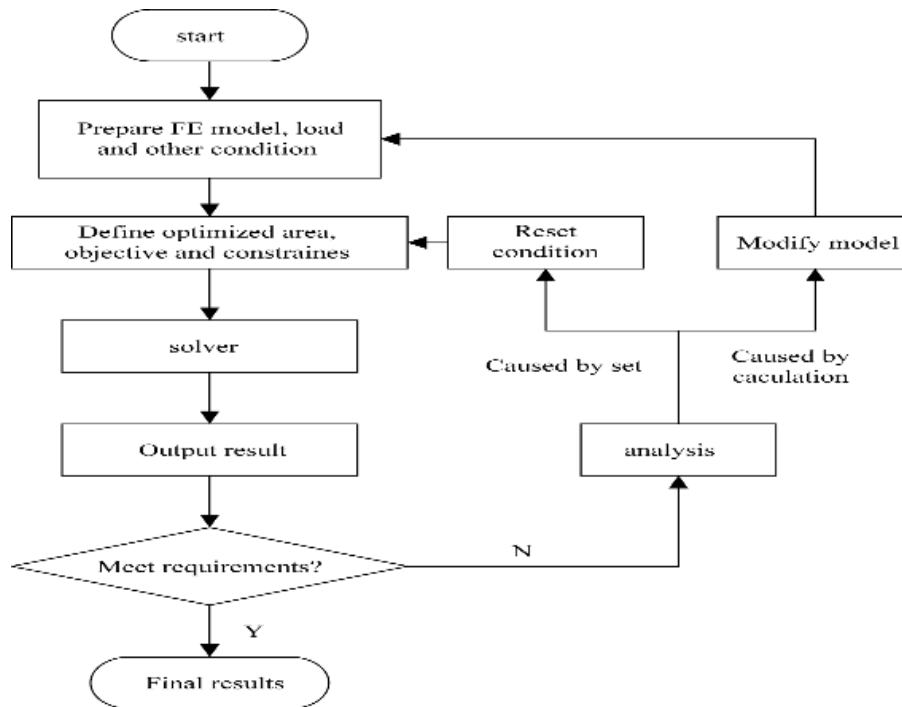 start
Prepare FE model, load
and other condition
Define optimized area,
objective and constraines
Reset
condition
Modify model
solver
Caused by set
Caused by
caculation
Output result
analysis
Meet requirements?
N
Y
Final results